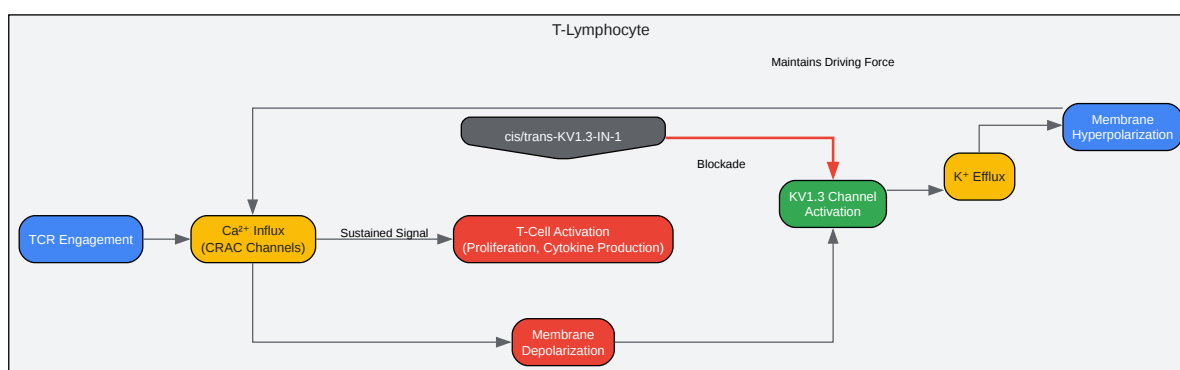 T-Lymphocyte
Maintains Driving Force
Membrane
Hyperpolarization
cis/trans-KV1.3-IN-1
Blockade
K⁺ Efflux
KV1.3 Channel
Activation
TCR Engagement
Ca²⁺ Influx
(CRAC Channels)
Sustained Signal
T-Cell Activation
(Proliferation, Cytokine Production)
Membrane
Depolarization